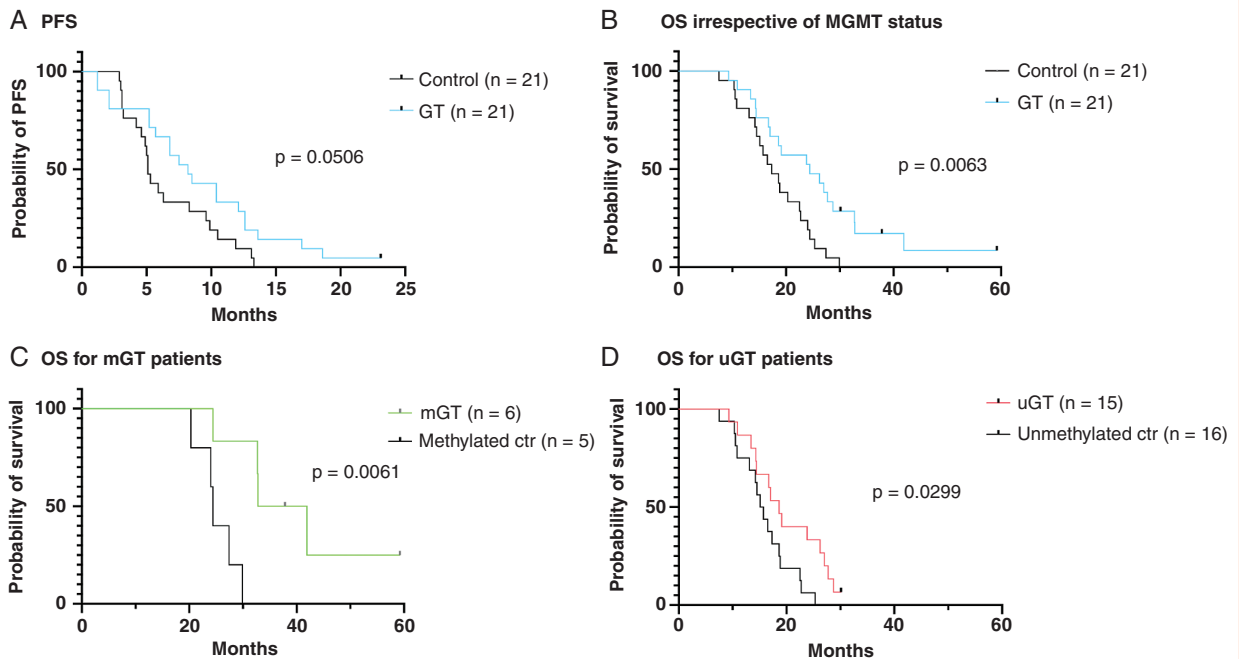 A PFS
Probability of PFS
100
50
0
0 5 10 15 20 25
Months
Control (n = 21)
GT (n = 21)
p = 0.0506
B OS irrespective of MGMT status
Probability of survival
100
50
0
0 20 40 60
Months
Control (n = 21)
GT (n = 21)
p = 0.0063
C OS for mGT patients
Probability of survival
100
50
0
0 20 40 60
Months
mGT (n = 6)
Methylated ctr (n = 5)
p = 0.0061
D OS for uGT patients
Probability of survival
100
50
0
0 20 40 60
Months
uGT (n = 15)
Unmethylated ctr (n = 16)
p = 0.0299